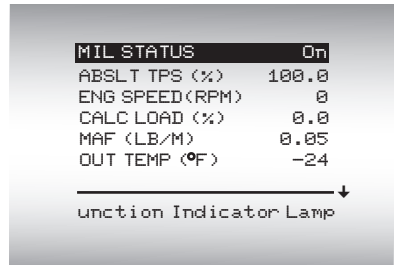 MIL STATUS On
ABSLT TPS (%) 100.0
ENG SPEED(RPM) 0
CALC LOAD (%) 0.0
MAF (LB/M) 0.05
OUT TEMP (°F) -24
unction Indicator Lamp